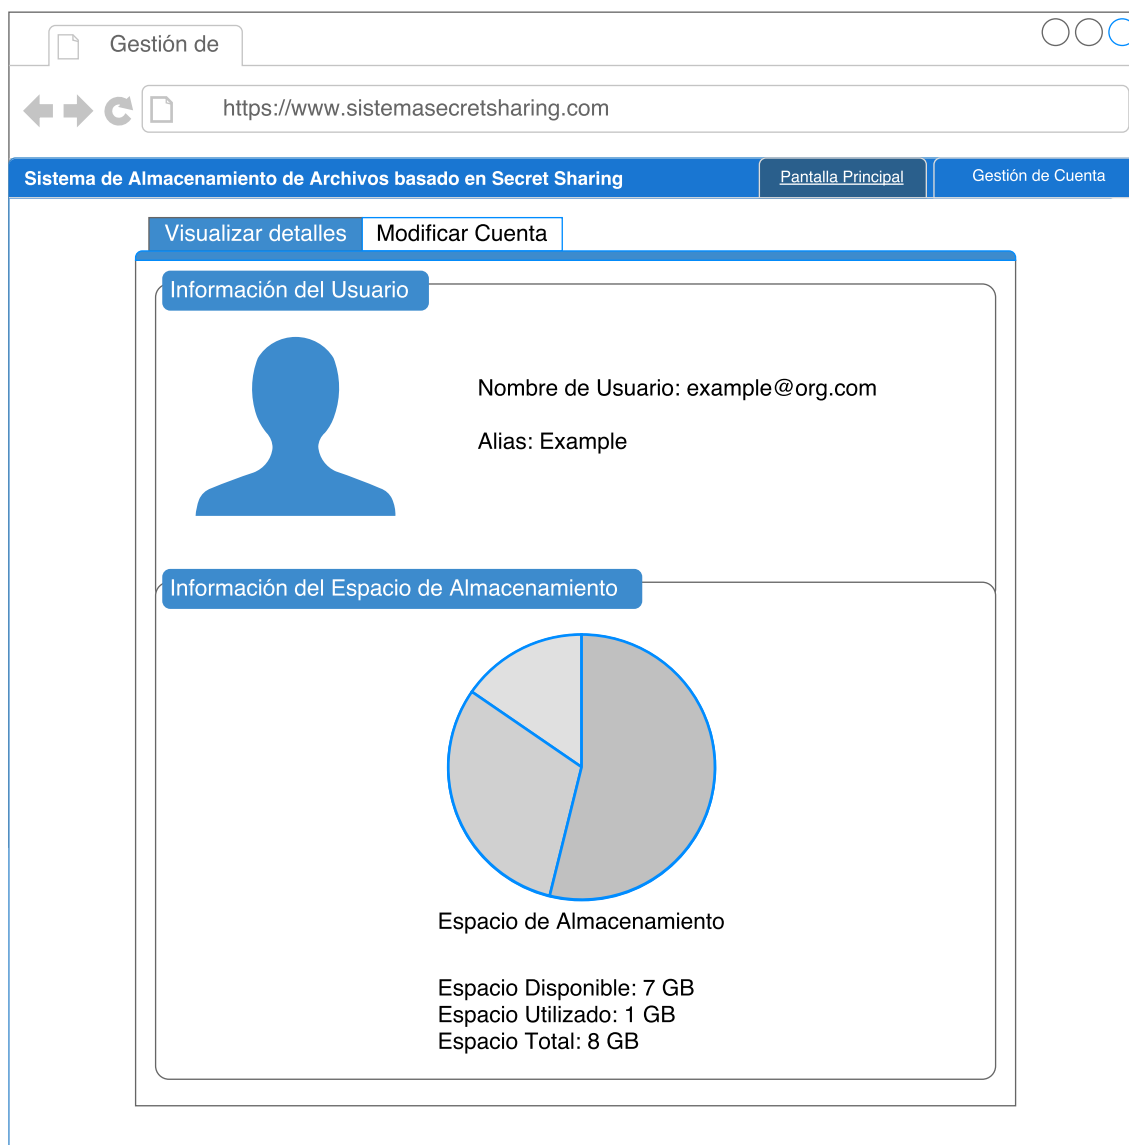 Gestión de
https://www.sistemasecretsharing.com
Sistema de Almacenamiento de Archivos basado en Secret Sharing
Pantalla Principal
Gestión de Cuenta
Visualizar detalles
Modificar Cuenta
Información del Usuario
Nombre de Usuario: example@org.com
Alias: Example
Información del Espacio de Almacenamiento
Espacio de Almacenamiento
Espacio Disponible: 7 GB
Espacio Utilizado: 1 GB
Espacio Total: 8 GB